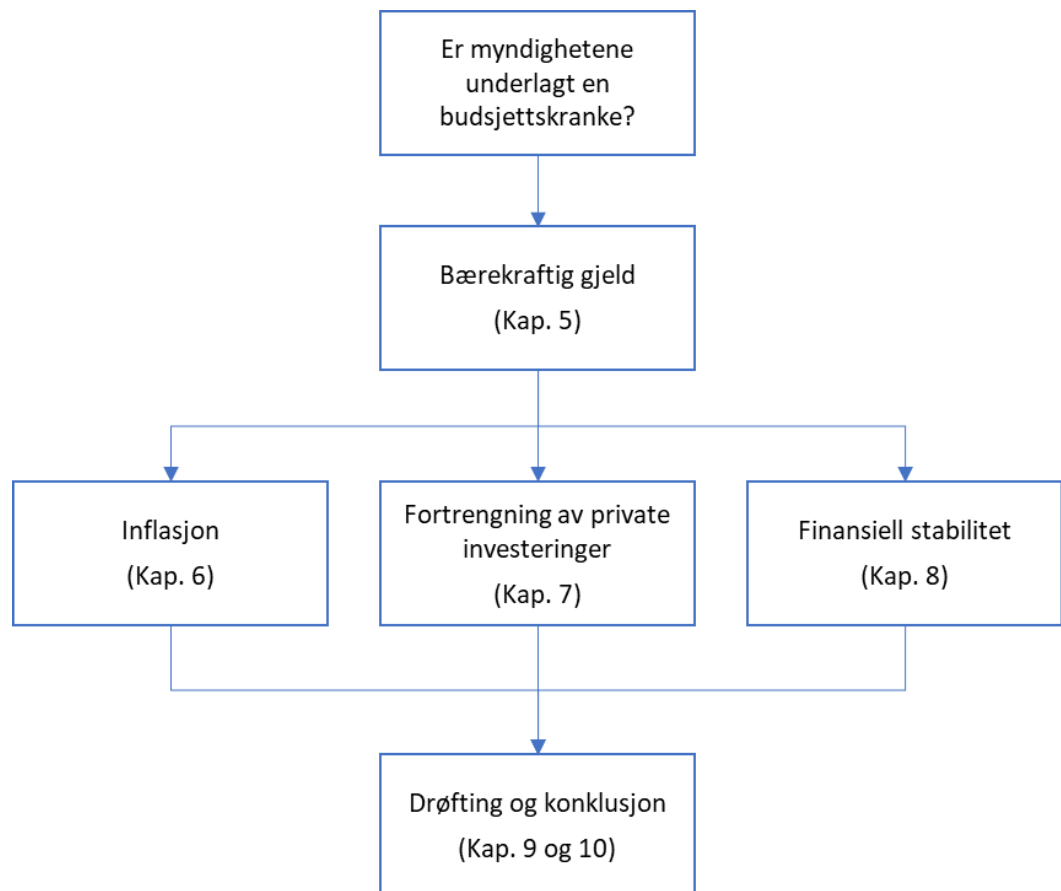 Er myndighetene
underlagt en
budsjettskranke?
Bærekraftig gjeld
(Kap. 5)
Inflasjon
(Kap. 6)
Fortrengning av private
investeringer
(Kap. 7)
Finansiell stabilitet
(Kap. 8)
Drøfting og konklusjon
(Kap. 9 og 10)